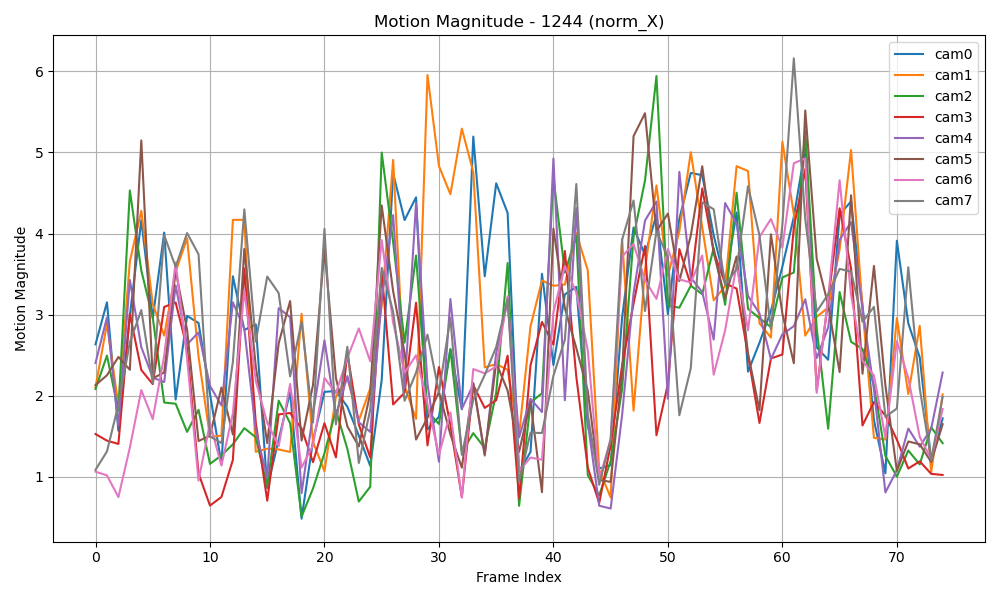 Motion Magnitude - 1244 (norm_X)
Motion Magnitude
6
5
4
3
2
1
0
10
20
30
40
50
60
70
Frame Index
cam0
cam1
cam2
cam3
cam4
cam5
cam6
cam7